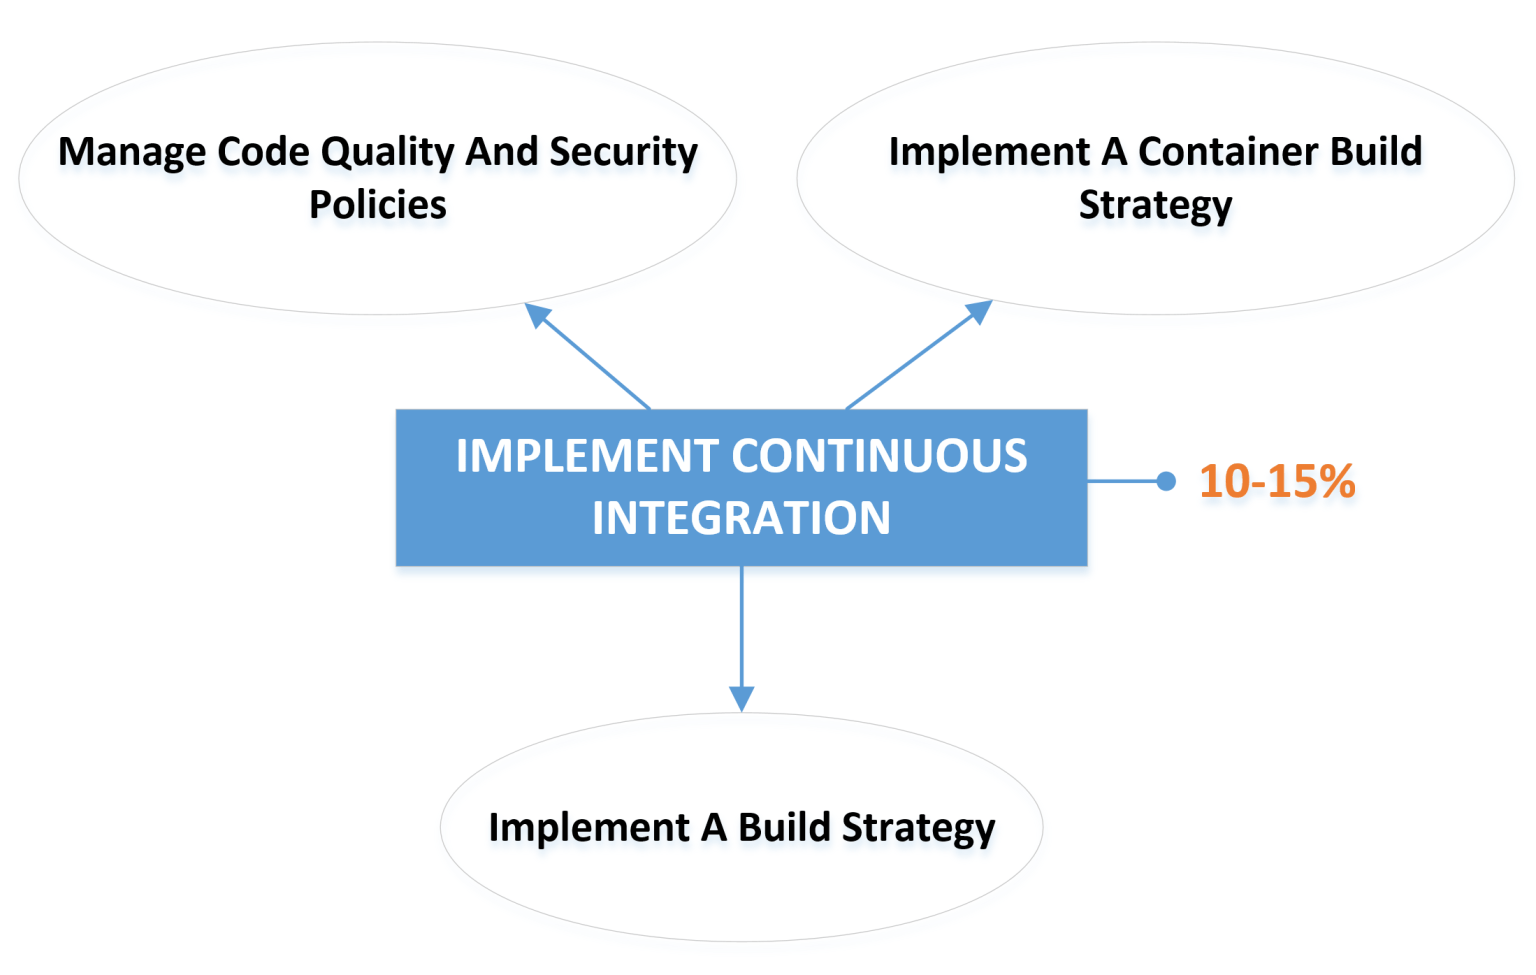 Manage Code Quality And Security
Policies
Implement A Container Build
Strategy
IMPLEMENT CONTINUOUS
INTEGRATION
10-15%
Implement A Build Strategy